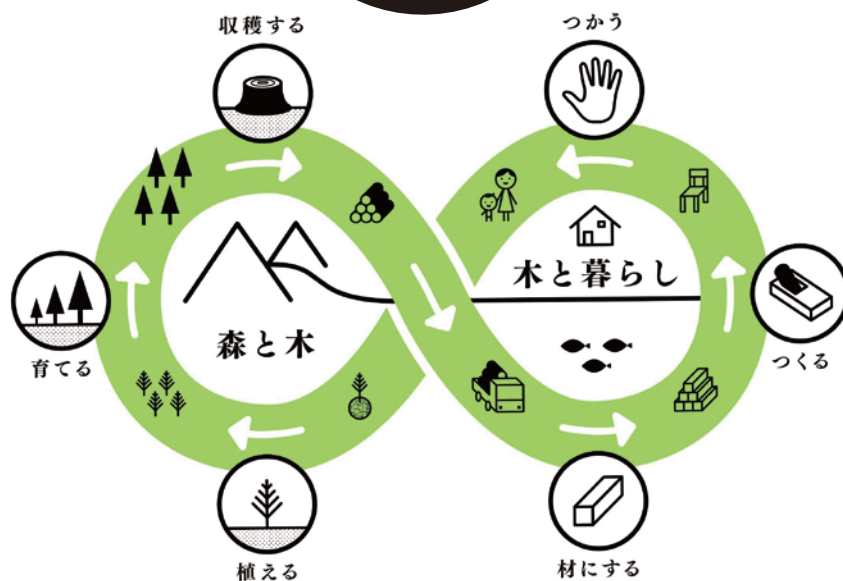 収穫する
つかう
木と暮らし
森と木
育てる
つくる
植える
材にする